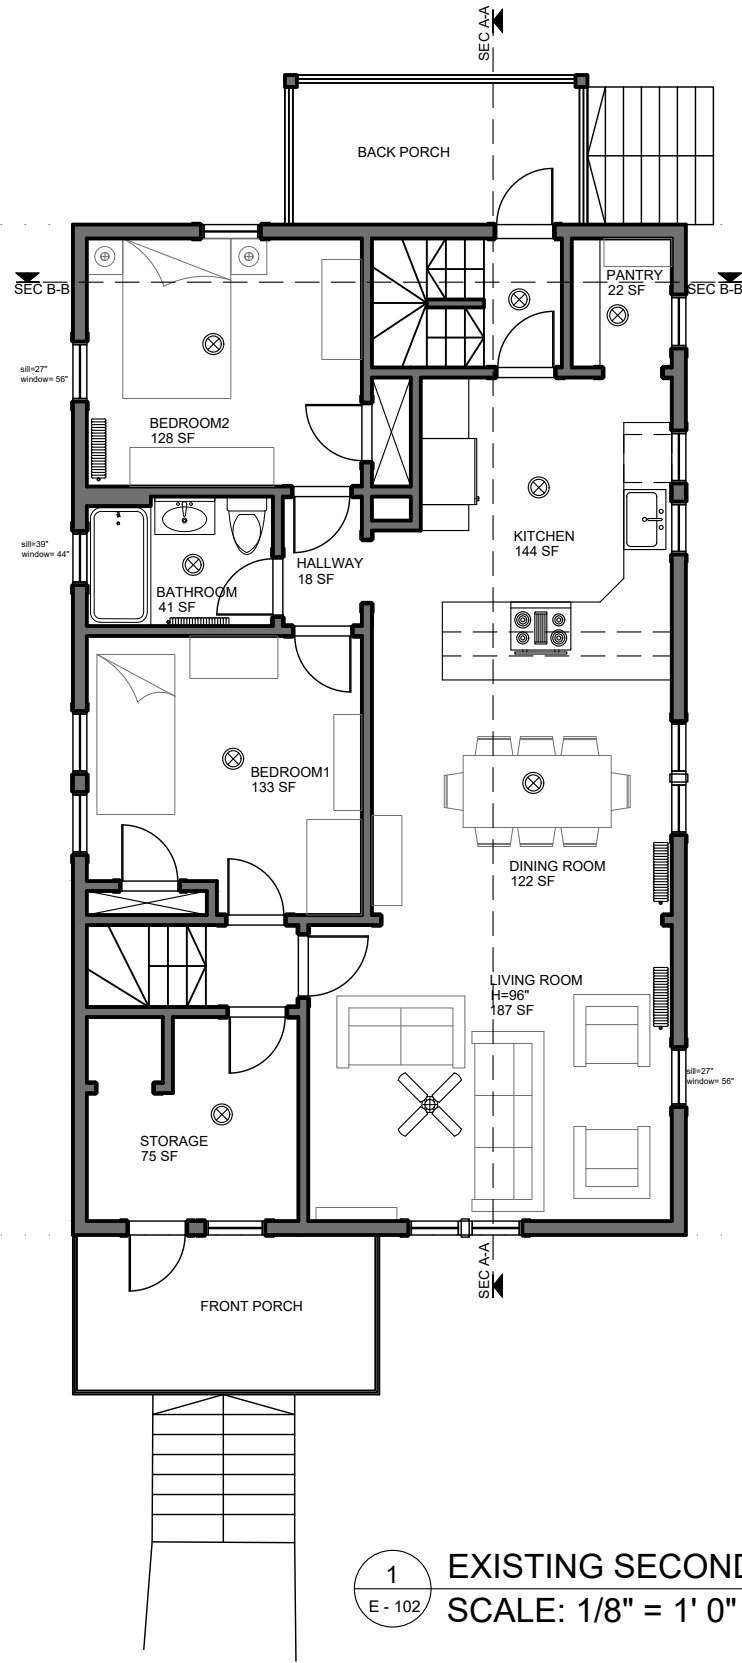 SEC A-A
BACK PORCH
PANTRY
22 SF
SEC B-B
SEC B-B
sill=27"
window= 56"
BEDROOM2
128 SF
KITCHEN
144 SF
sill=39"
window= 44"
HALLWAY
18 SF
BATHROOM
41 SF
BEDROOM1
133 SF
DINING ROOM
122 SF
LIVING ROOM
H=96"
187 SF
sill=27"
window= 56"
STORAGE
75 SF
SEC A-A
FRONT PORCH
1
E - 102
EXISTING SECOND
SCALE: 1/8" = 1' 0"